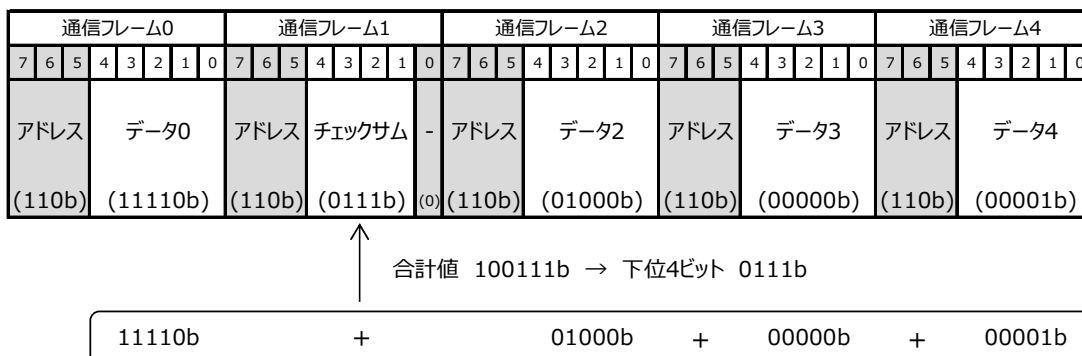 通信フレーム0 通信フレーム1 通信フレーム2 通信フレーム3 通信フレーム4
7 6 5 4 3 2 1 0 7 6 5 4 3 2 1 0 7 6 5 4 3 2 1 0 7 6 5 4 3 2 1 0 7 6 5 4 3 2 1 0
アドレス データ0 アドレス チェックサム - アドレス データ2 アドレス データ3 アドレス データ4
(110b) (11110b) (110b) (0111b) (0) (110b) (01000b) (110b) (00000b) (110b) (00001b)
合計値 100111b → 下位4ビット 0111b
11110b + 01000b + 00000b + 00001b